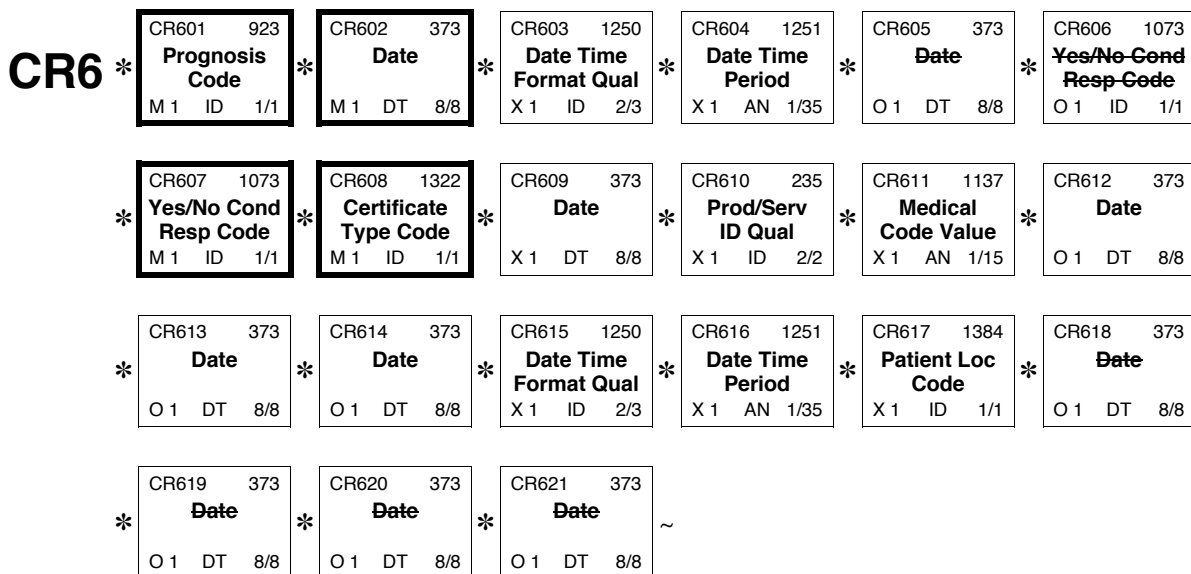 CR6 * CR601 923 * CR602 373 * CR603 1250 * CR604 1251 * CR605 373 * CR606 1073
Prognosis Date Date Time Date Time Date Yes/No Cond
Code Format Qual Period Resp Code
M 1 ID 1/1 M 1 DT 8/8 X 1 ID 2/3 X 1 AN 1/35 O 1 DT 8/8 O 1 ID 1/1
* CR607 1073 * CR608 1322 * CR609 373 * CR610 235 * CR611 1137 * CR612 373
Yes/No Cond Certificate Date Prod/Serv Medical Date
Resp Code Type Code ID Qual Code Value
M 1 ID 1/1 M 1 ID 1/1 X 1 DT 8/8 X 1 ID 2/2 X 1 AN 1/15 O 1 DT 8/8
* CR613 373 * CR614 373 * CR615 1250 * CR616 1251 * CR617 1384 * CR618 373
Date Date Date Time Date Time Patient Loc Date
Format Qual Period Code
O 1 DT 8/8 O 1 DT 8/8 X 1 ID 2/3 X 1 AN 1/35 X 1 ID 1/1 O 1 DT 8/8
* CR619 373 * CR620 373 * CR621 373 ~
Date Date Date
O 1 DT 8/8 O 1 DT 8/8 O 1 DT 8/8